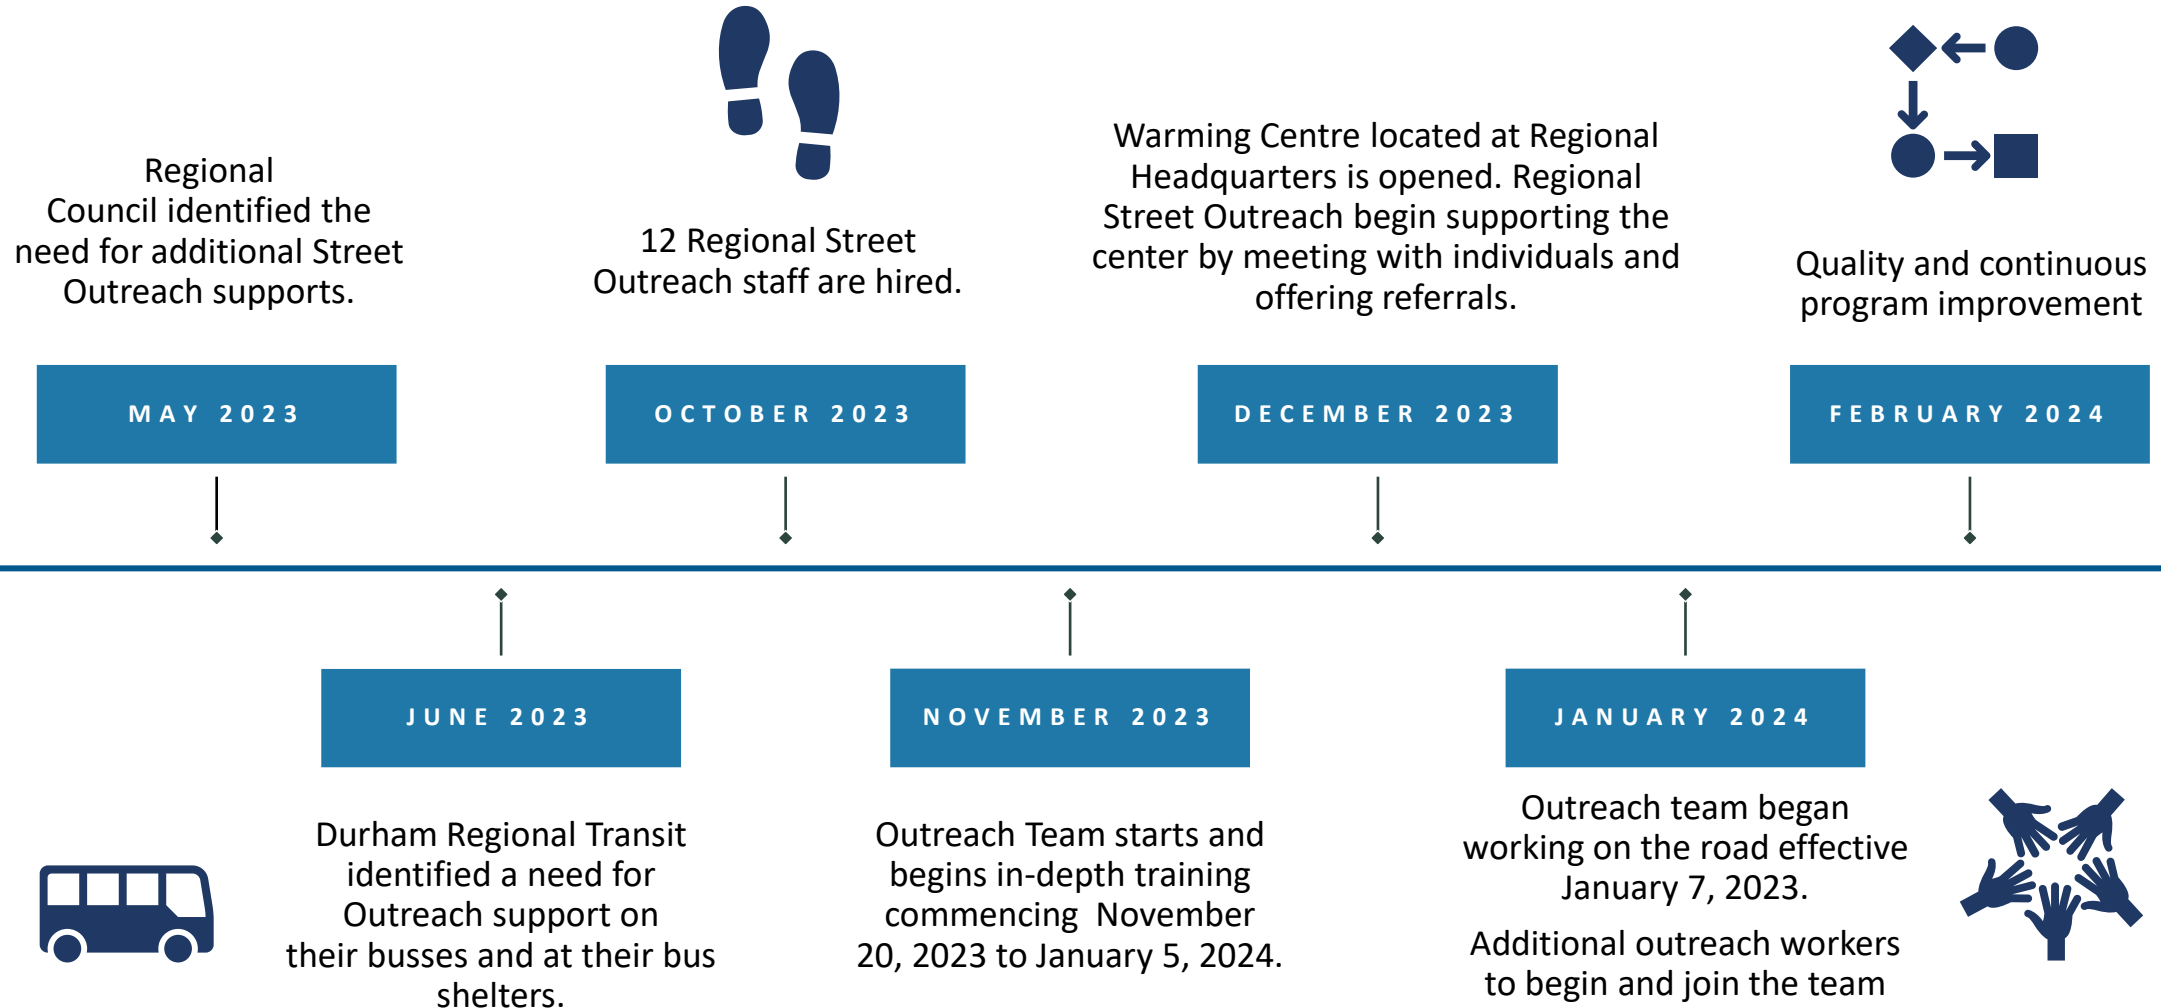 Regional
Council identified the
need for additional Street
Outreach supports.
MAY 2023
JUNE 2023
Durham Regional Transit
identified a need for
Outreach support on
their busses and at their bus
shelters.
12 Regional Street
Outreach staff are hired.
OCTOBER 2023
NOVEMBER 2023
Outreach Team starts and
begins in-depth training
commencing  November
20, 2023 to January 5, 2024.
Warming Centre located at Regional
Headquarters is opened. Regional
Street Outreach begin supporting the
center by meeting with individuals and
offering referrals.
DECEMBER 2023
JANUARY 2024
Outreach team began
working on the road effective
January 7, 2023.
Additional outreach workers
to begin and join the team
Quality and continuous
program improvement
FEBRUARY 2024